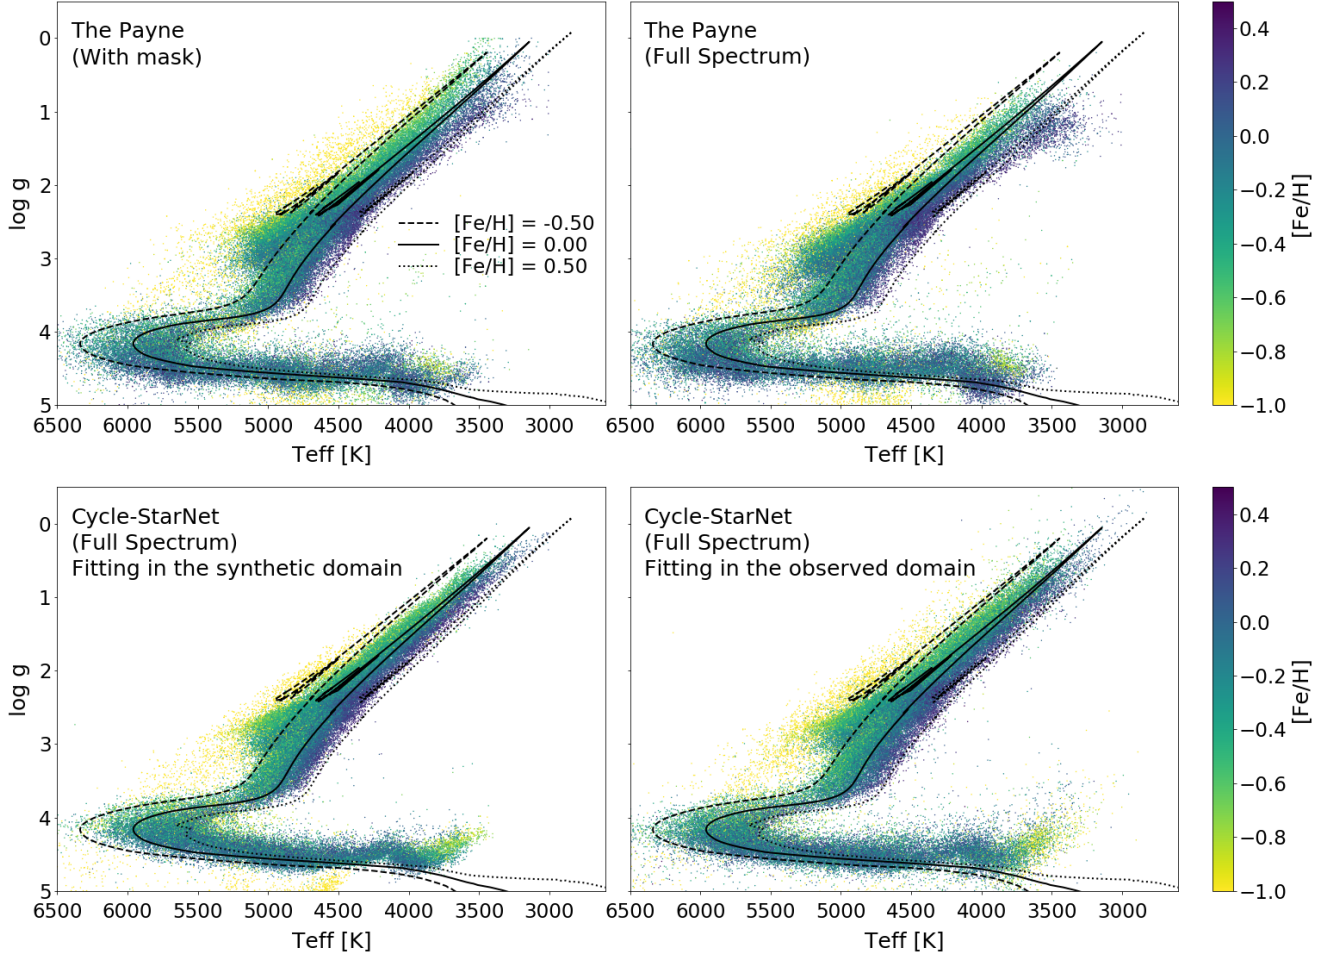 The Payne
(With mask)
0
1
2
3
4
5
log g
[Fe/H] = -0.50
[Fe/H] = 0.00
[Fe/H] = 0.50
6500 6000 5500 5000 4500 4000 3500 3000
Teff [K]
The Payne
(Full Spectrum)
6500 6000 5500 5000 4500 4000 3500 3000
Teff [K]
0.4
0.2
0.0
−0.2
−0.4
−0.6
−0.8
−1.0
[Fe/H]
Cycle-StarNet
(Full Spectrum)
Fitting in the synthetic domain
0
1
2
3
4
5
log g
6500 6000 5500 5000 4500 4000 3500 3000
Teff [K]
Cycle-StarNet
(Full Spectrum)
Fitting in the observed domain
6500 6000 5500 5000 4500 4000 3500 3000
Teff [K]
0.4
0.2
0.0
−0.2
−0.4
−0.6
−0.8
−1.0
[Fe/H]